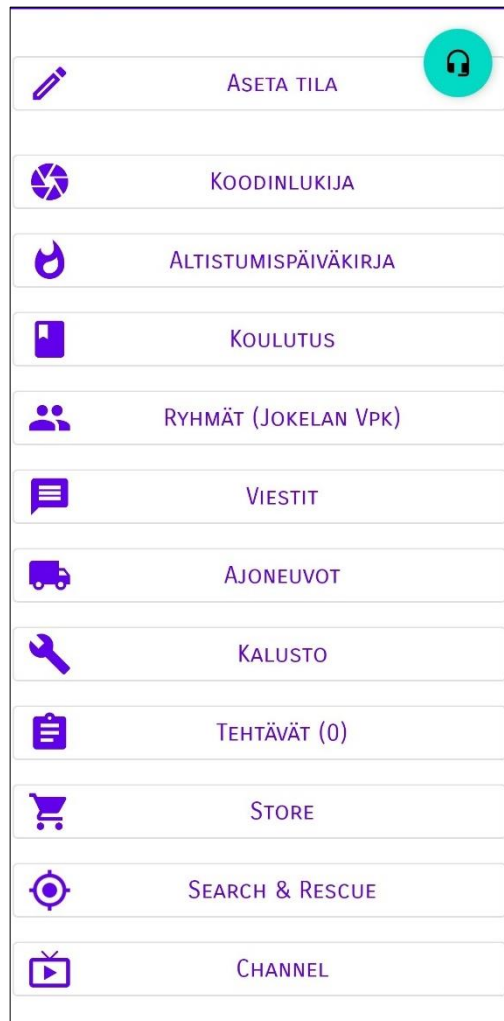 Aseta tila
Koodinlukija
Altistumispäiväkirja
Koulutus
Ryhmät (Jokelan Vpk)
Viestit
Ajoneuvot
Kalusto
Tehtävät (0)
Store
Search & Rescue
Channel